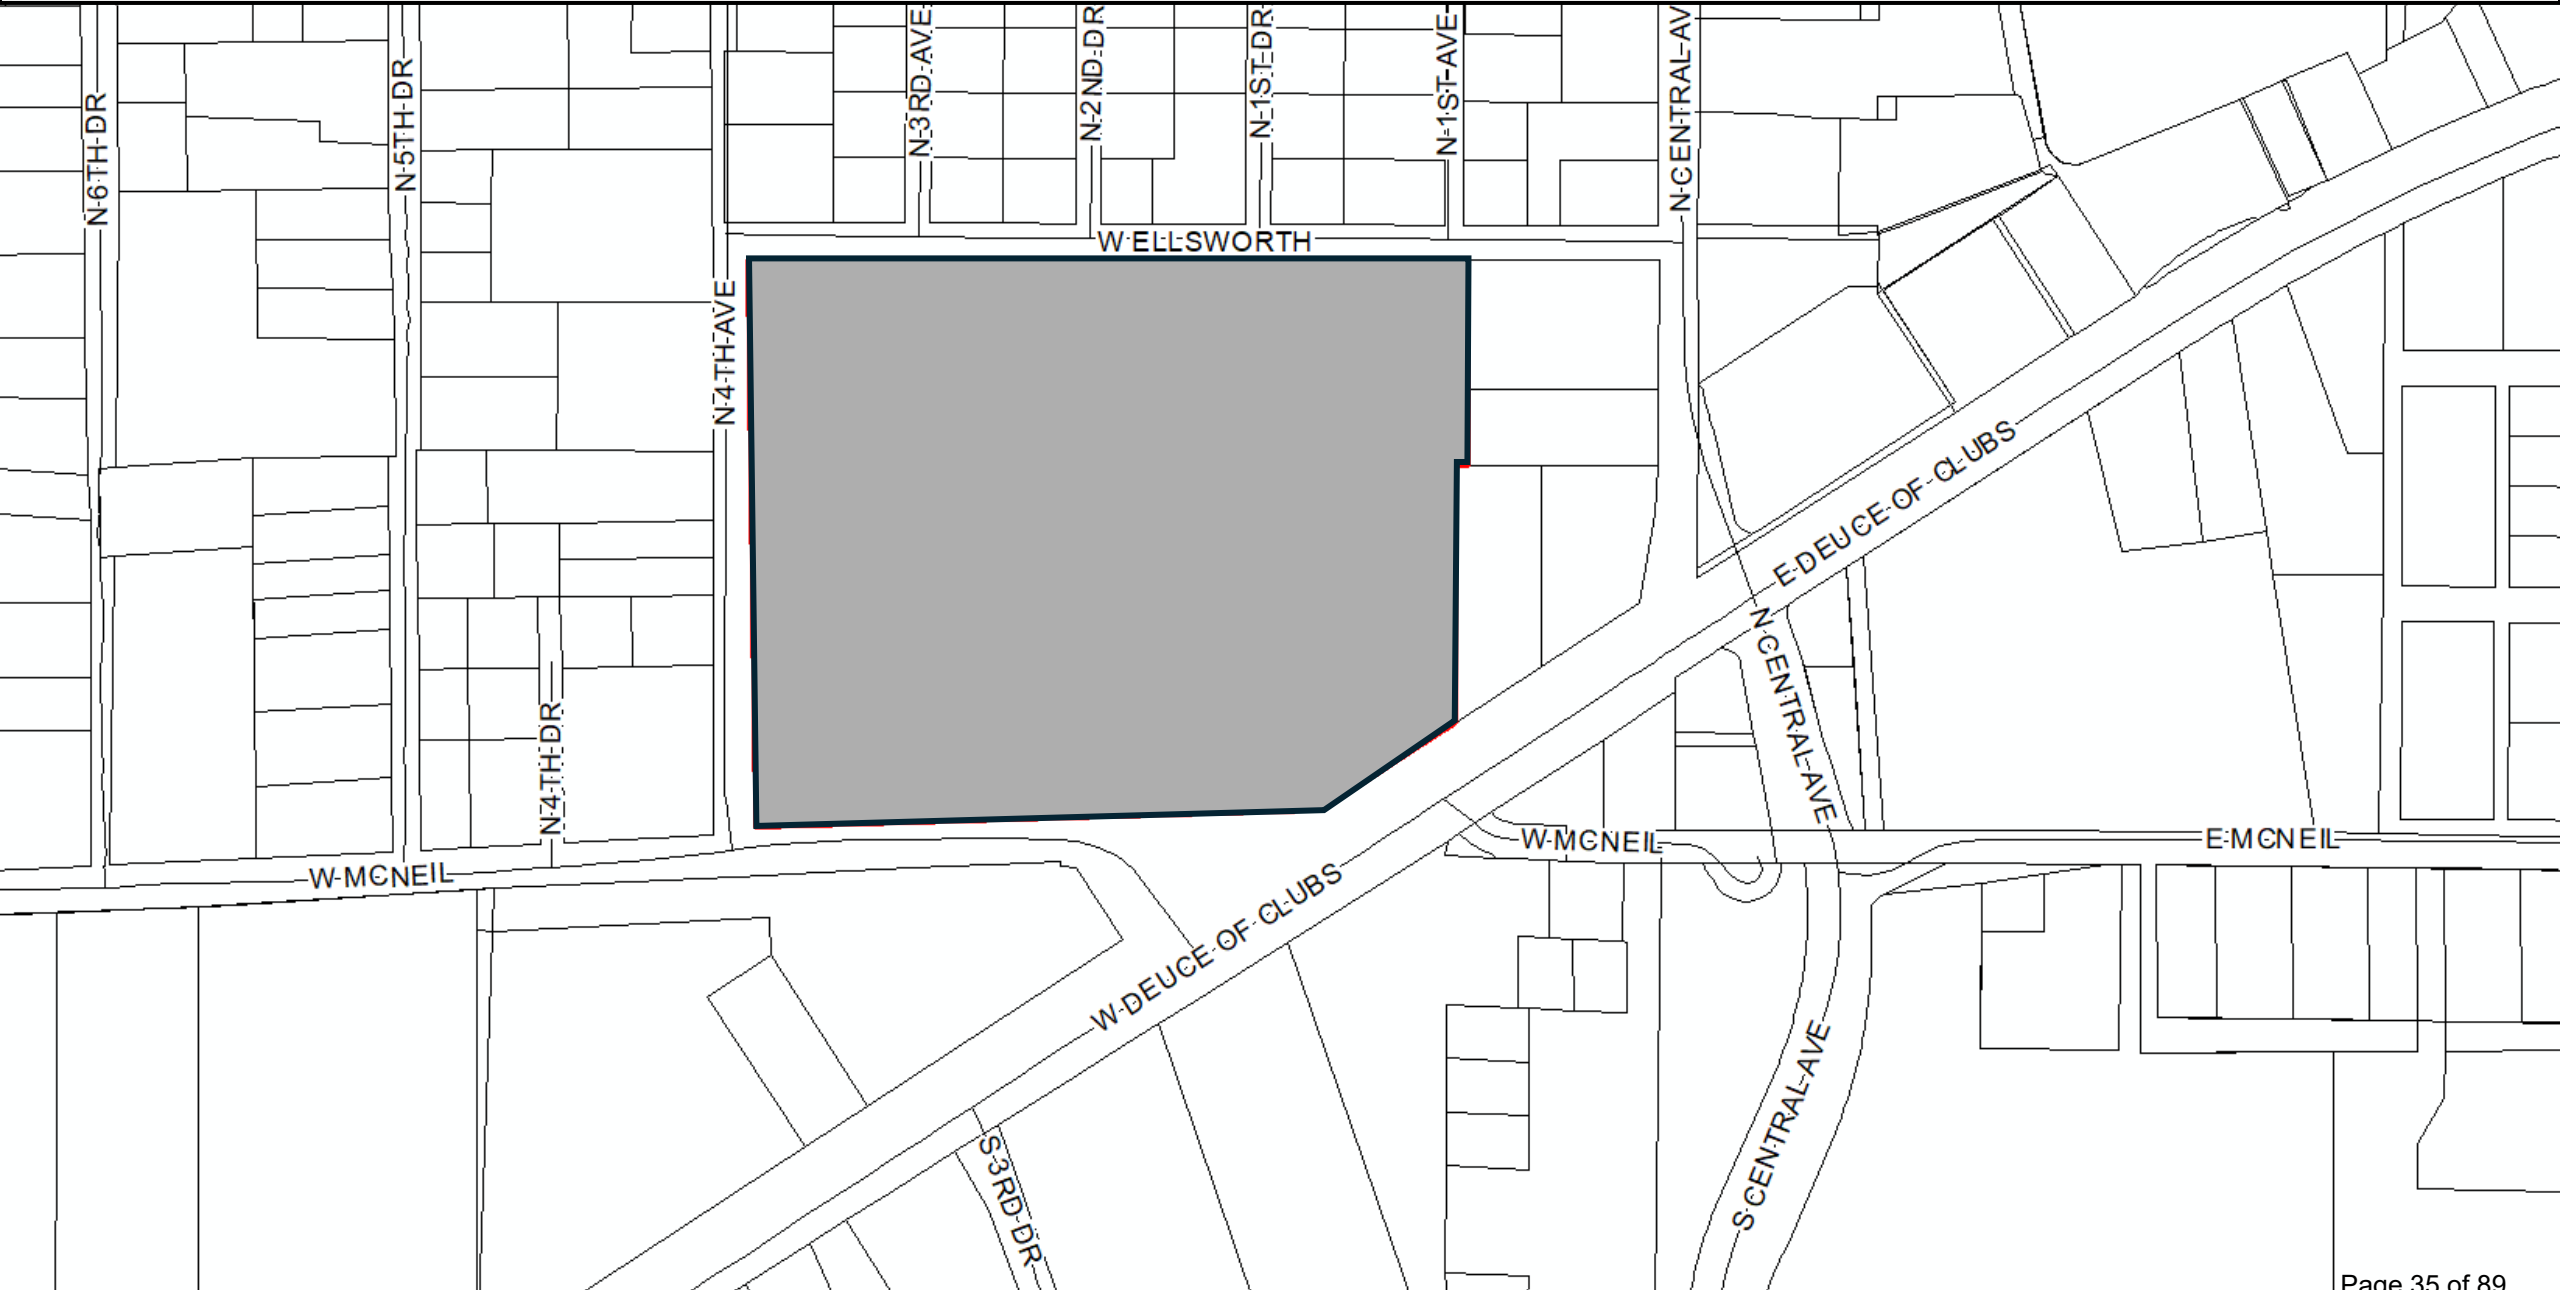 N 6TH DR
N 5TH DR
N 3RD AVE
N 2ND DR
N 1ST DR
N 1ST AVE
N CENTRAL AV
W ELLSWORTH
N 4TH AVE
E DEUCE OF CLUBS
N CENTRAL AVE
N 4TH DR
W MCNEIL
E MCNEIL
W MCNEIL
W DEUCE OF CLUBS
S CENTRAL AVE
S 3RD DR
Page 35 of 89